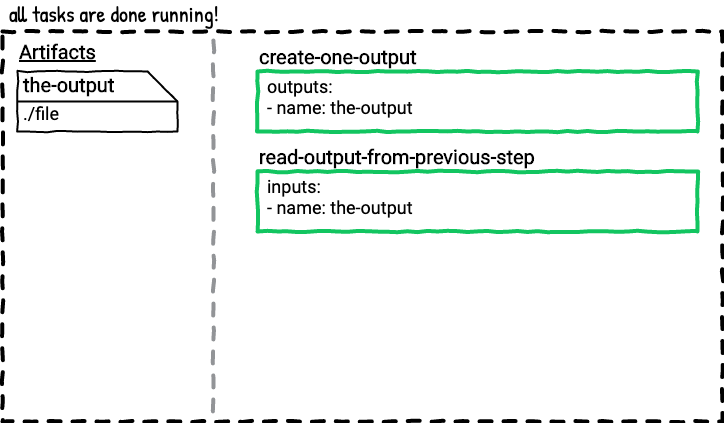 all tasks are done running!
Artifacts
the-output
./file
create-one-output
outputs:
- name: the-output
read-output-from-previous-step
inputs:
- name: the-output